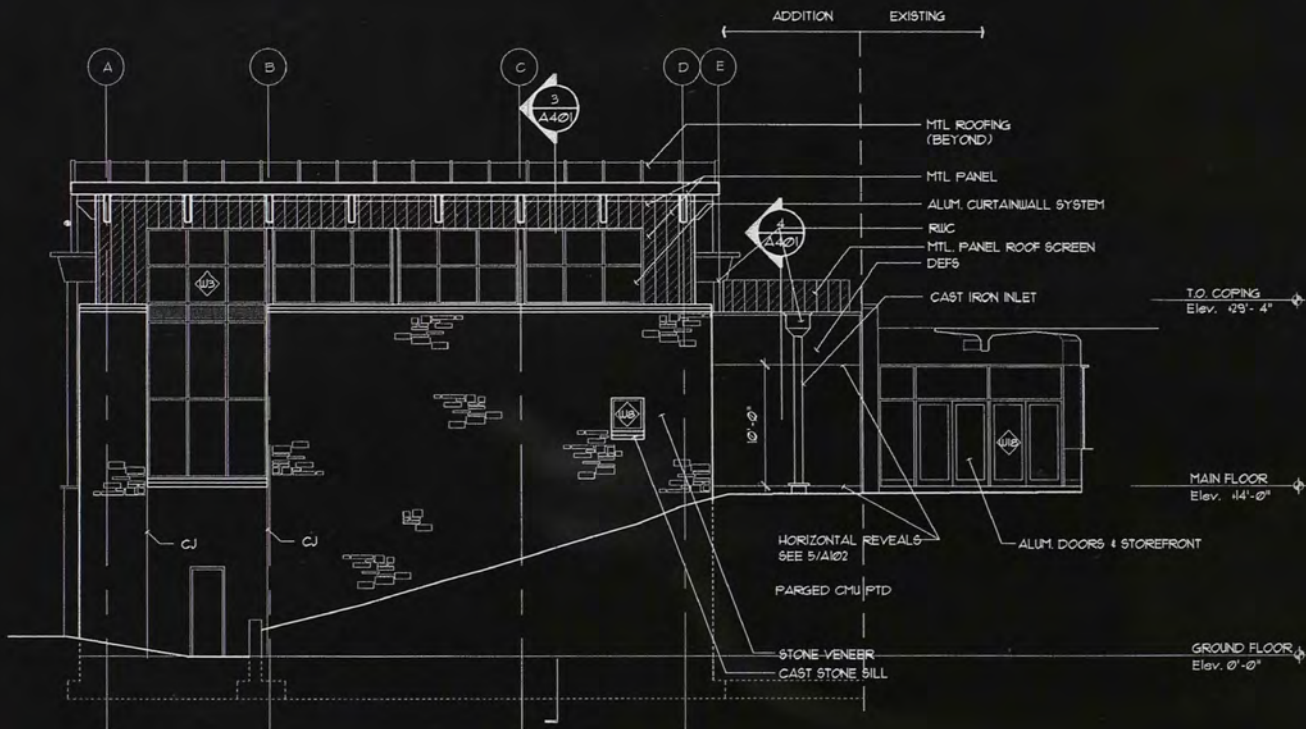 ADDITION EXISTING
A B C D E
3
A401
MTL ROOFING
(BEYOND)
MTL PANEL
ALUM. CURTAINWALL SYSTEM
4
A401
RWC
MTL. PANEL ROOF SCREEN
DEFS
W3
CAST IRON INLET
T.O. COPING
Elev. +29'-4"
10'-0"
MAIN FLOOR
Elev. +14'-0"
CJ CJ
HORIZONTAL REVEALS
SEE 5/A102
ALUM. DOORS & STOREFRONT
PARGED CMU PTD
STONE VENEER
CAST STONE SILL
GROUND FLOOR
Elev. 0'-0"